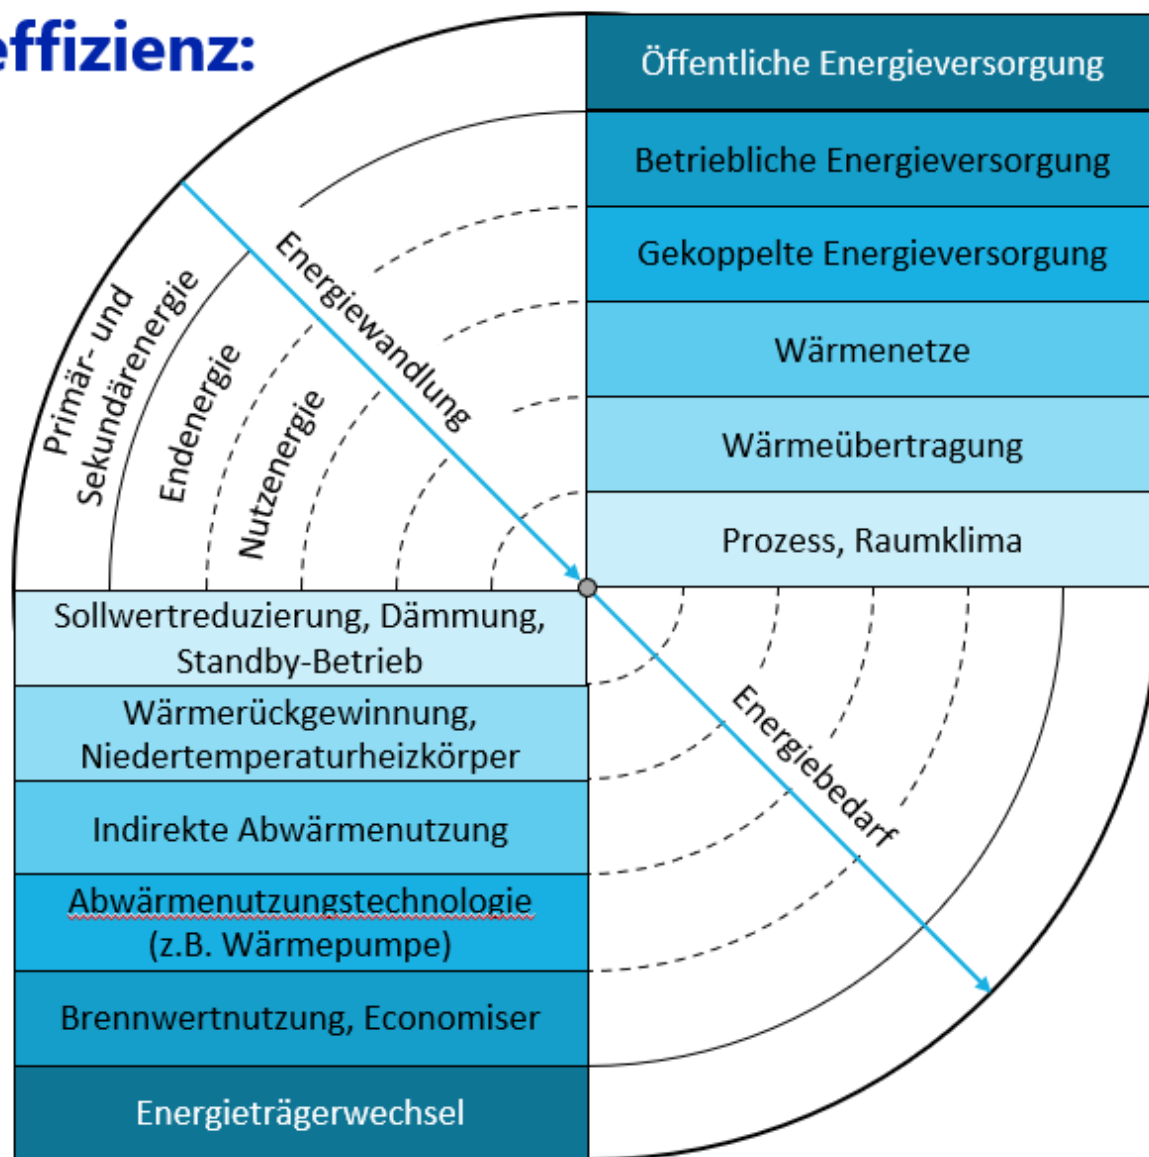 effizienz:
Öffentliche Energieversorgung
Betriebliche Energieversorgung
Gekoppelte Energieversorgung
Wärmenetze
Wärmeübertragung
Prozess, Raumklima
Primär- und
Sekundärenergie
Endenergie
Nutzenergie
Energiewandlung
Energiebedarf
Sollwertreduzierung, Dämmung,
Standby-Betrieb
Wärmerückgewinnung,
Niedertemperaturheizkörper
Indirekte Abwärmenutzung
Abwärmenutzungstechnologie
(z.B. Wärmepumpe)
Brennwertnutzung, Economiser
Energieträgerwechsel